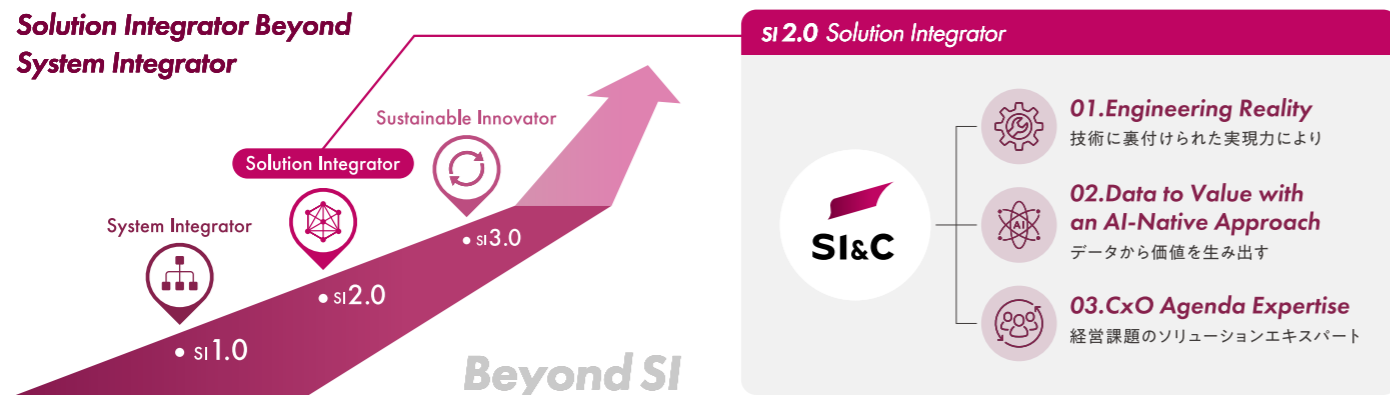 Solution Integrator Beyond
System Integrator
Sustainable Innovator
Solution Integrator
System Integrator
SI 3.0
SI 2.0
SI 1.0
Beyond SI
SI 2.0 Solution Integrator
SI&C
01.Engineering Reality
技術に裏付けられた実現力により
AI
02.Data to Value with
an AI-Native Approach
データから価値を生み出す
03.CxO Agenda Expertise
経営課題のソリューションエキスパート